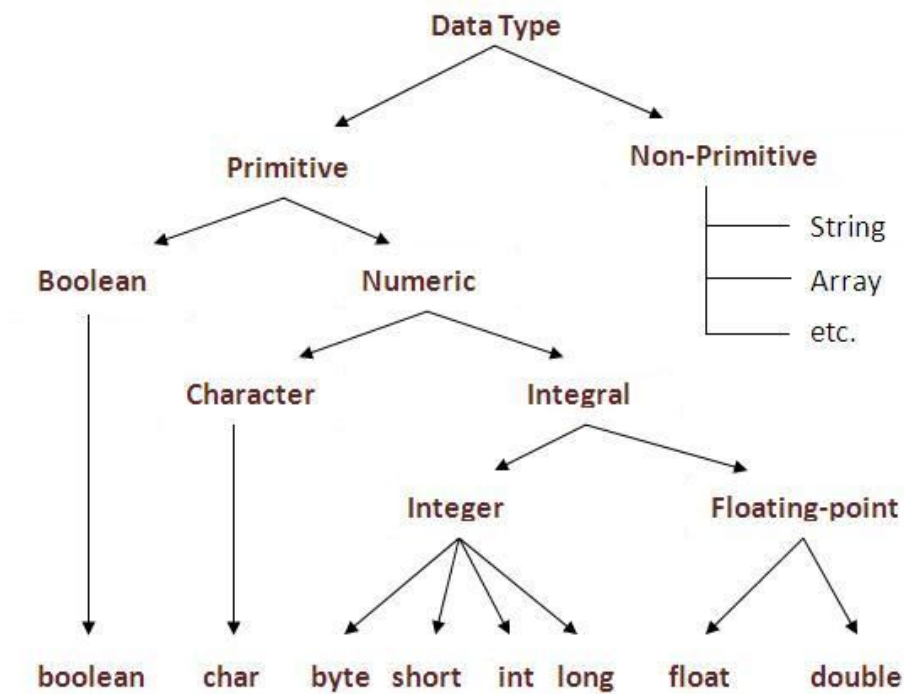 Data Type
Primitive
Non-Primitive
String
Array
etc.
Boolean
Numeric
Character
Integral
Integer
Floating-point
boolean char byte short int long float double